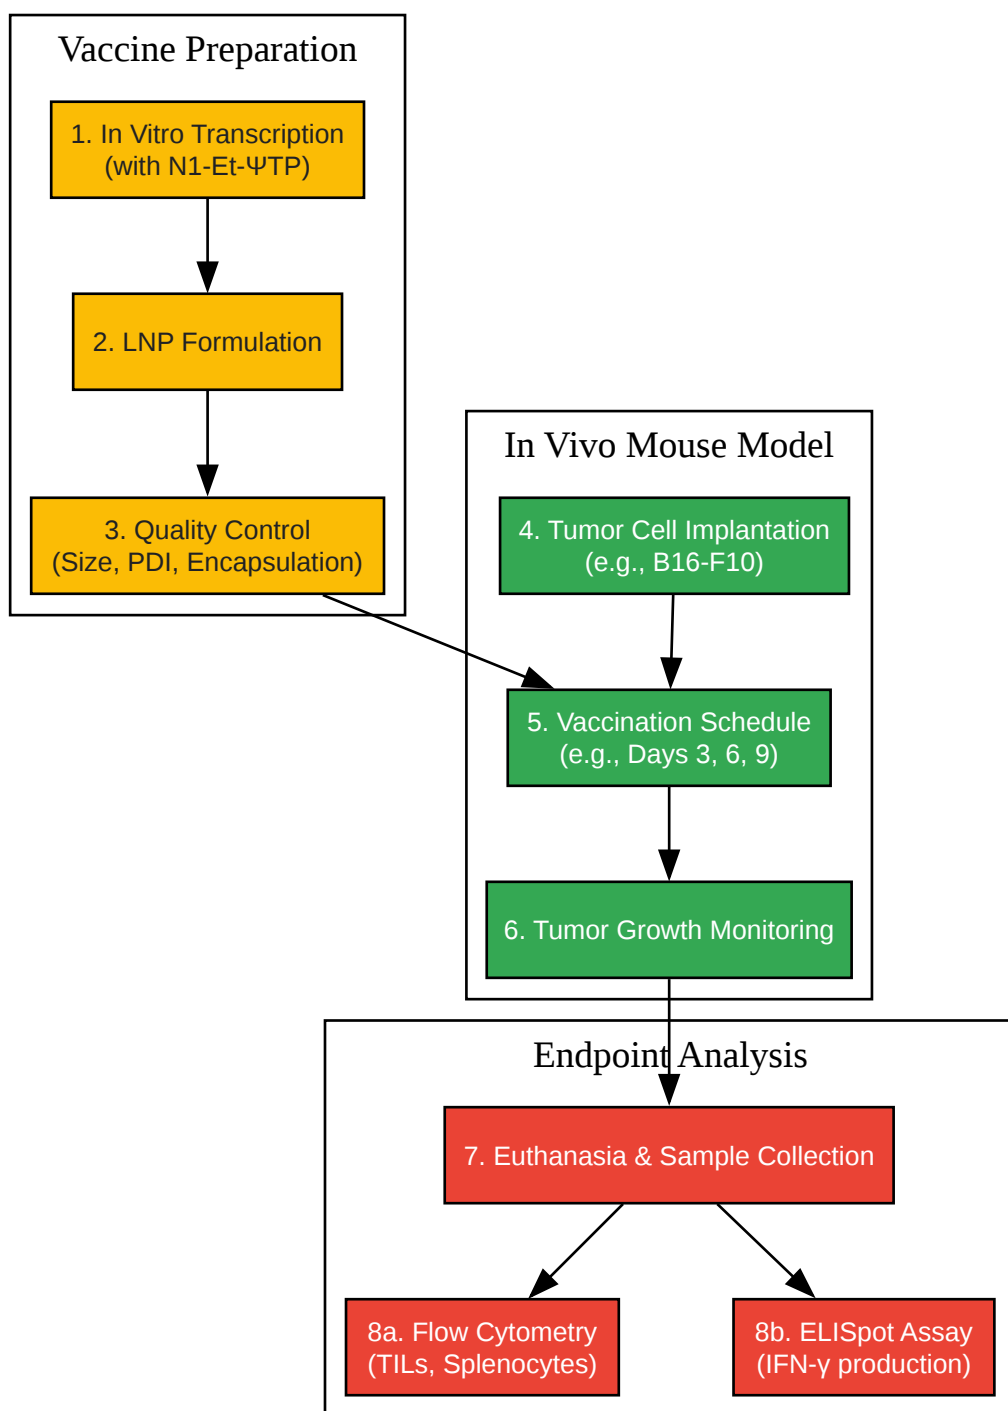 Vaccine Preparation
1. In Vitro Transcription
(with N1-Et-ΨTP)
2. LNP Formulation
3. Quality Control
(Size, PDI, Encapsulation)
In Vivo Mouse Model
4. Tumor Cell Implantation
(e.g., B16-F10)
5. Vaccination Schedule
(e.g., Days 3, 6, 9)
6. Tumor Growth Monitoring
Endpoint Analysis
7. Euthanasia & Sample Collection
8a. Flow Cytometry
(TILs, Splenocytes)
8b. ELISpot Assay
(IFN-γ production)